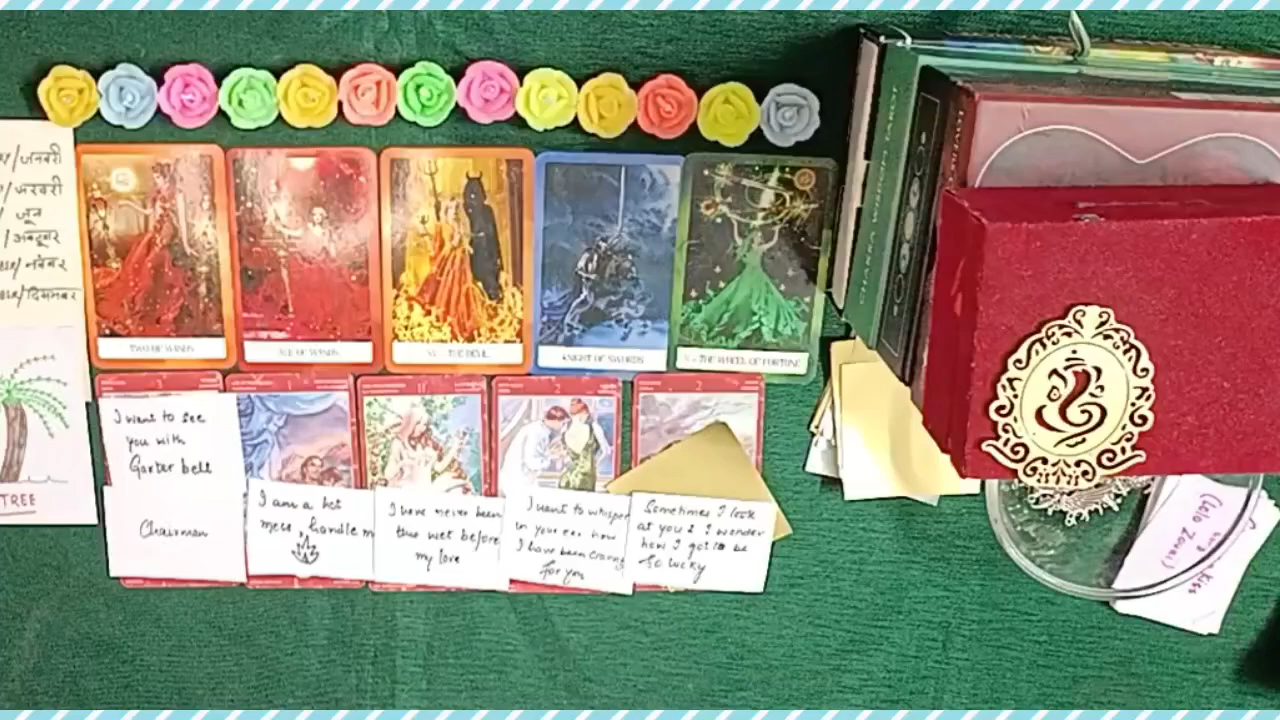 /जनवरी
/फरवरी
/ जून
/अक्टूबर
/नवंबर
/दिसम्बर
TREE
TWO OF WANDS
ACE OF WANDS
THE DEVIL
KNIGHT OF SWORDS
X - THE WHEEL OF FORTUNE
I want to see
you with
Garter belt
Chairman
I am a hot
mess, handle m
I have never been
this wet before
my love
I want to whisper
in your ear how
I have been craving
for you
Sometimes I look
at you & I wonder
how I got to be
so lucky
CHAKRA WISDOM TAROT